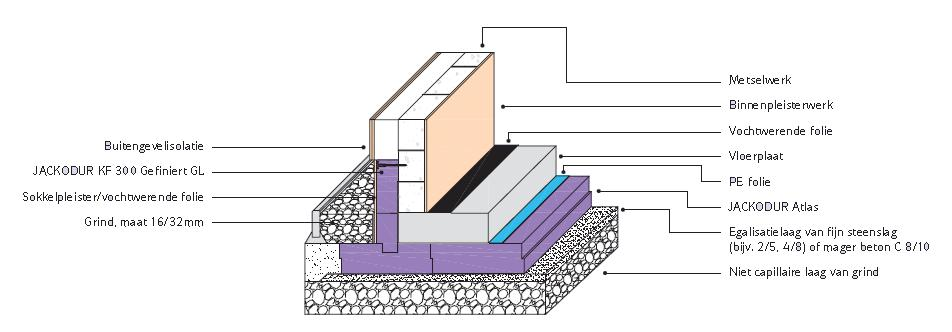 Buitengevelisolatie
JACKODUR KF 300 Gefiniert GL
Sokkelpleister/vochtwerende folie
Grind, maat 16/32mm
Metselwerk
Binnenpleisterwerk
Vochtwerende folie
Vloerplaat
PE folie
JACKODUR Atlas
Egalisatielaag van fijn steenslag
(bijv. 2/5, 4/8) of mager beton C 8/10
Niet capillaire laag van grind